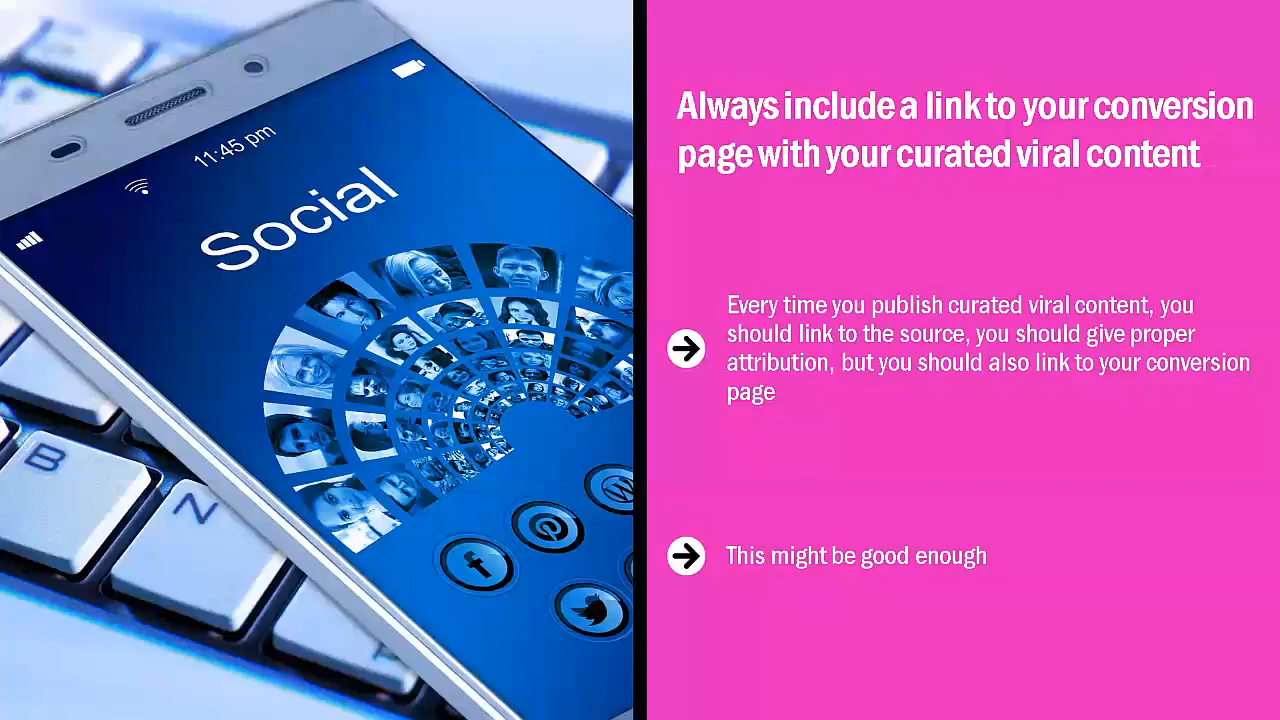 11:45 pm
Social
B
N
Always include a link to your conversion
page with your curated viral content
Every time you publish curated viral content, you
should link to the source, you should give proper
attribution, but you should also link to your conversion
page
This might be good enough